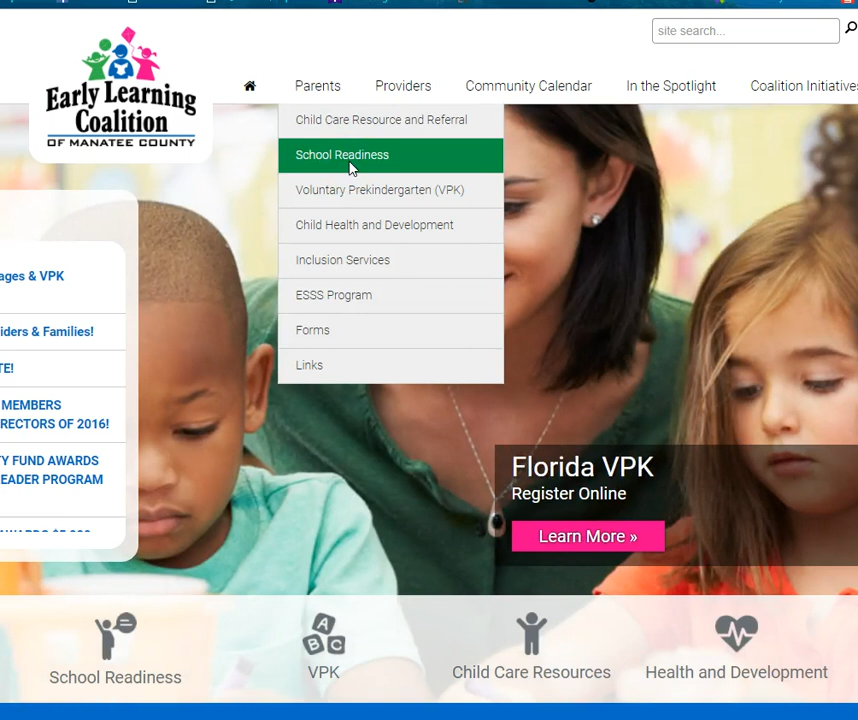 site search...
Early Learning
Coalition
OF MANATEE COUNTY
Parents
Providers
Community Calendar
In the Spotlight
Coalition Initiatives
Child Care Resource and Referral
School Readiness
Voluntary Prekindergarten (VPK)
Child Health and Development
Inclusion Services
ESSS Program
Forms
Links
ages & VPK
iders & Families!
TE!
MEMBERS
RECTORS OF 2016!
Y FUND AWARDS
EADER PROGRAM
Florida VPK
Register Online
Learn More »
A
B C
School Readiness
VPK
Child Care Resources
Health and Development